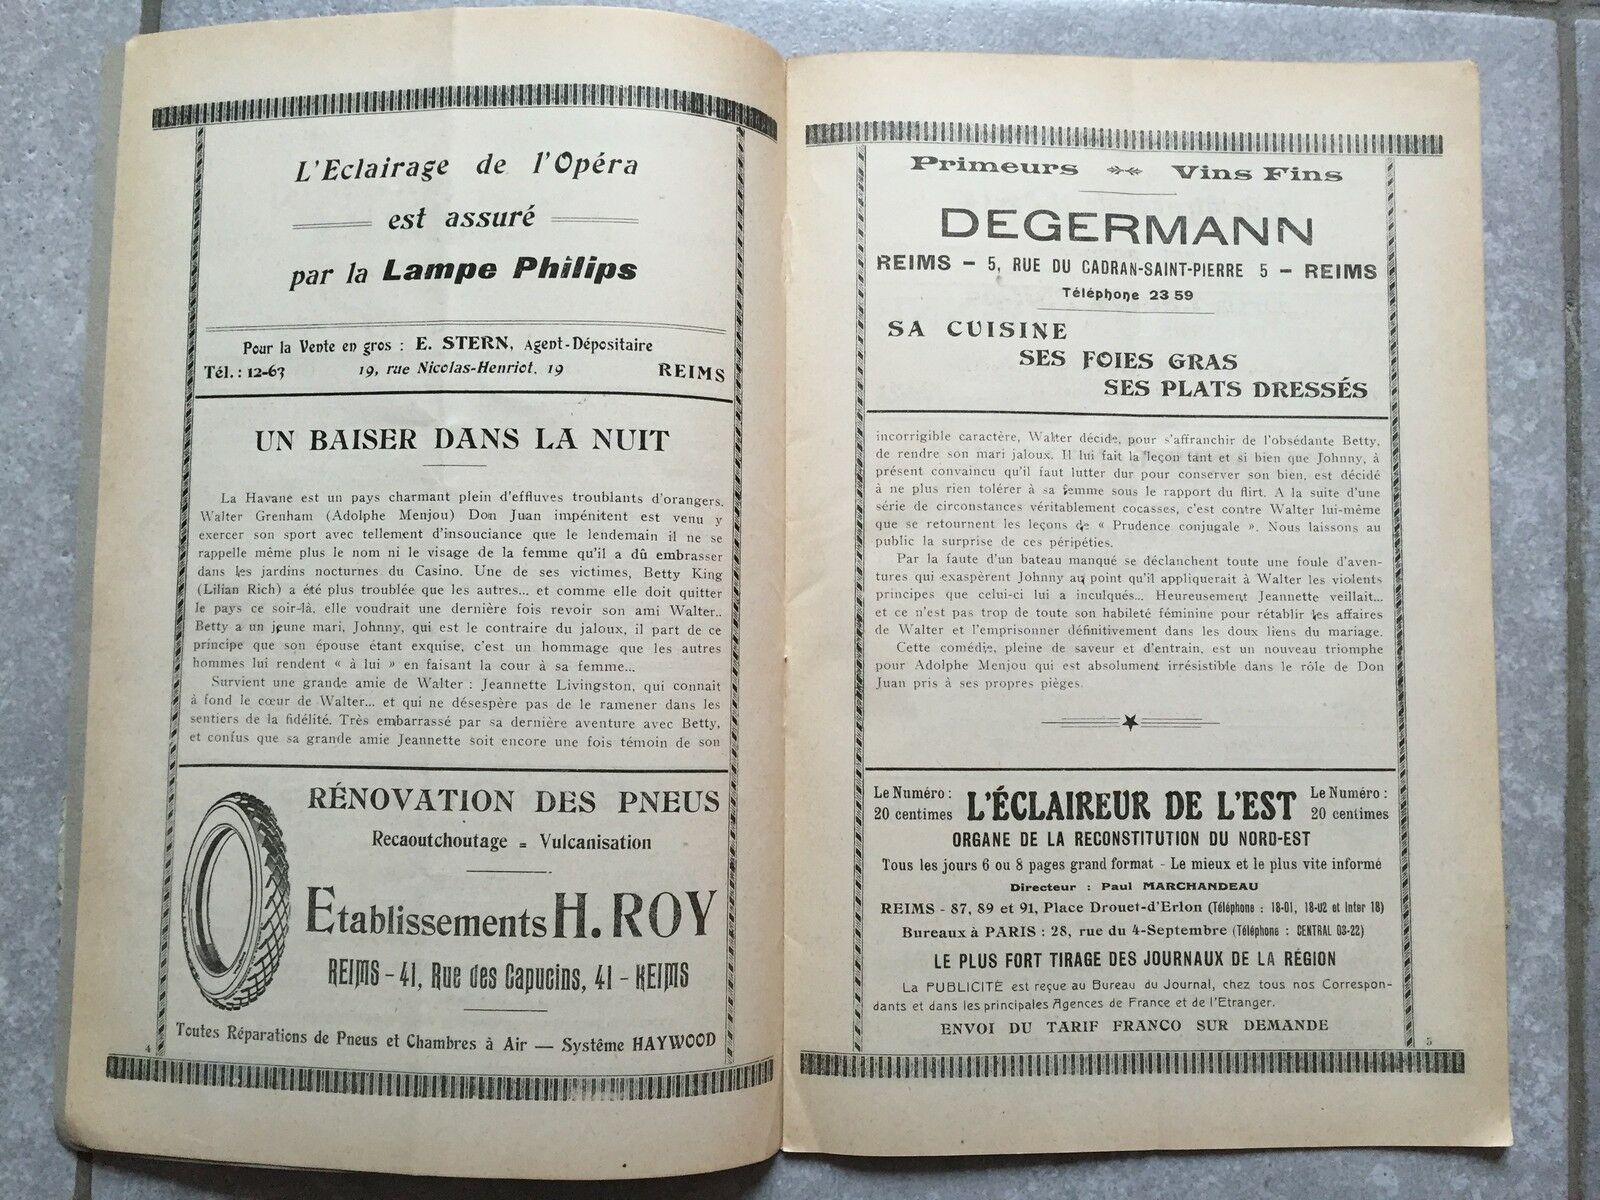 L'Eclairage de l'Opéra
est assuré
par la Lampe Philips
Pour la Vente en gros : E. STERN, Agent-Dépositaire
Tél. : 12-63 19, rue Nicolas-Henriot, 19 REIMS
UN BAISER DANS LA NUIT
La Havane est un pays charmant plein d'effluves troublants d'orangers.
Walter Grenham (Adolphe Menjou) Don Juan impénitent est venu y
exercer son sport avec tellement d'insouciance que le lendemain il ne se
rappelle même plus le nom ni le visage de la femme qu'il a dû embrasser
dans les jardins nocturnes du Casino. Une de ses victimes, Betty King
(Lilian Rich) a été plus troublée que les autres... et comme elle doit quitter
le pays ce soir-là, elle voudrait une dernière fois revoir son ami Walter..
Betty a un jeune mari, Johnny, qui est le contraire du jaloux, il part de ce
principe que son épouse étant exquise, c'est un hommage que les autres
hommes lui rendent « à lui » en faisant la cour à sa femme...
Survient une grande amie de Walter : Jeannette Livingston, qui connait
à fond le cœur de Walter... et qui ne désespère pas de le ramener dans les
sentiers de la fidélité. Très embarrassé par sa dernière aventure avec Betty,
et confus que sa grande amie Jeannette soit encore une fois témoin de son
RÉNOVATION DES PNEUS
Recaoutchoutage = Vulcanisation
Etablissements H. ROY
REIMS - 41, Rue des Capucins, 41 - REIMS
Toutes Réparations de Pneus et Chambres à Air — Système HAYWOOD
4
Primeurs Vins Fins
DEGERMANN
REIMS - 5, RUE DU CADRAN-SAINT-PIERRE 5 - REIMS
Téléphone 23 59
SA CUISINE
SES FOIES GRAS
SES PLATS DRESSÉS
incorrigible caractère, Walter décide, pour s'affranchir de l'obsédante Betty,
de rendre son mari jaloux. Il lui fait la leçon tant et si bien que Johnny, à
présent convaincu qu'il faut lutter dur pour conserver son bien, est décidé
à ne plus rien tolérer à sa femme sous le rapport du flirt. A la suite d'une
série de circonstances véritablement cocasses, c'est contre Walter lui-même
que se retournent les leçons de « Prudence conjugale ». Nous laissons au
public la surprise de ces péripéties.
Par la faute d'un bateau manqué se déclanchent toute une foule d'aven-
tures qui exaspèrent Johnny au point qu'il appliquerait à Walter les violents
principes que celui-ci lui a inculqués... Heureusement Jeannette veillait...
et ce n'est pas trop de toute son habileté féminine pour rétablir les affaires
de Walter et l'emprisonner définitivement dans les doux liens du mariage.
Cette comédie, pleine de saveur et d'entrain, est un nouveau triomphe
pour Adolphe Menjou qui est absolument irrésistible dans le rôle de Don
Juan pris à ses propres pièges.
Le Numéro : 20 centimes L'ÉCLAIREUR DE L'EST Le Numéro : 20 centimes
ORGANE DE LA RECONSTITUTION DU NORD-EST
Tous les jours 6 ou 8 pages grand format - Le mieux et le plus vite informé
Directeur : Paul MARCHANDEAU
REIMS - 87, 89 et 91, Place Drouet-d'Erlon (Téléphone : 18-01, 18-02 et Inter 18)
Bureaux à PARIS : 28, rue du 4-Septembre (Téléphone : CENTRAL 03-22)
LE PLUS FORT TIRAGE DES JOURNAUX DE LA RÉGION
La PUBLICITÉ est reçue au Bureau du Journal, chez tous nos Correspon-
dants et dans les principales Agences de France et de l'Etranger.
ENVOI DU TARIF FRANCO SUR DEMANDE
5